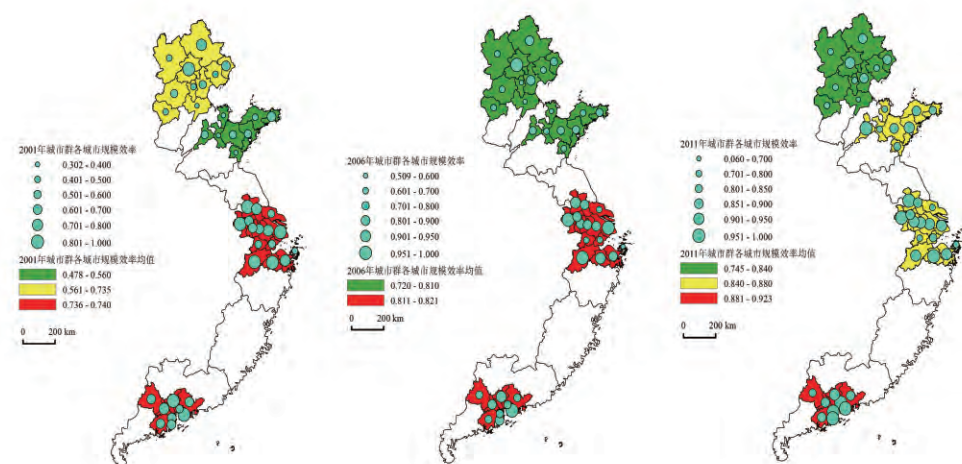 2001年城市群各城市规模效率
0.302 - 0.400
0.401 - 0.500
0.501 - 0.600
0.601 - 0.700
0.701 - 0.800
0.801 - 1.000
2001年城市群各城市规模效率均值
0.478 - 0.560
0.561 - 0.735
0.736 - 0.740
0 200 km
2006年城市群各城市规模效率
0.509 - 0.600
0.601 - 0.700
0.701 - 0.800
0.801 - 0.900
0.901 - 0.950
0.951 - 1.000
2006年城市群各城市规模效率均值
0.720 - 0.810
0.811 - 0.821
0 200 km
2011年城市群各城市规模效率
0.060 - 0.700
0.701 - 0.800
0.801 - 0.850
0.851 - 0.900
0.901 - 0.950
0.951 - 1.000
2011年城市群各城市规模效率均值
0.745 - 0.840
0.840 - 0.880
0.881 - 0.923
0 200 km